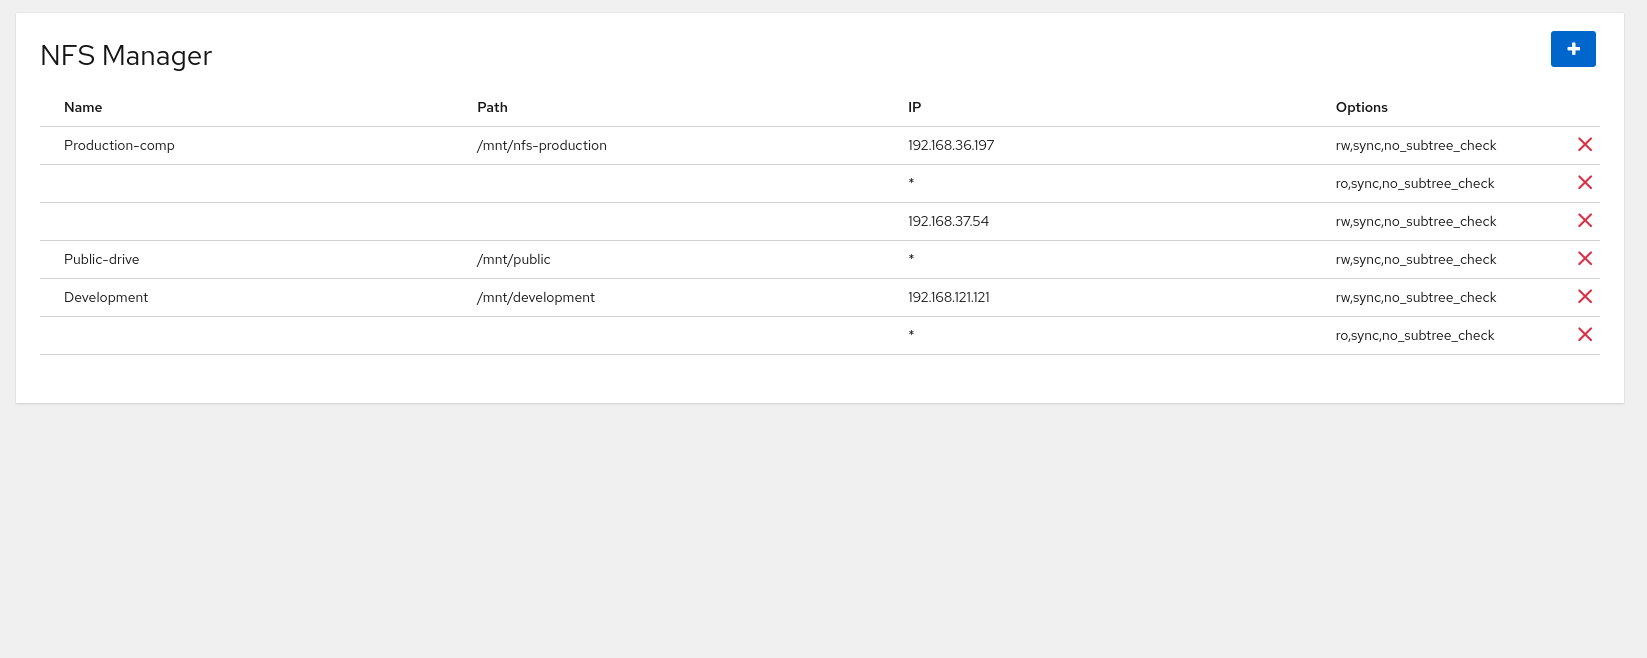 NFS Manager
Name Path IP Options
Production-comp /mnt/nfs-production 192.168.36.197 rw,sync,no_subtree_check
* ro,sync,no_subtree_check
192.168.37.54 rw,sync,no_subtree_check
Public-drive /mnt/public * rw,sync,no_subtree_check
Development /mnt/development 192.168.121.121 rw,sync,no_subtree_check
* ro,sync,no_subtree_check